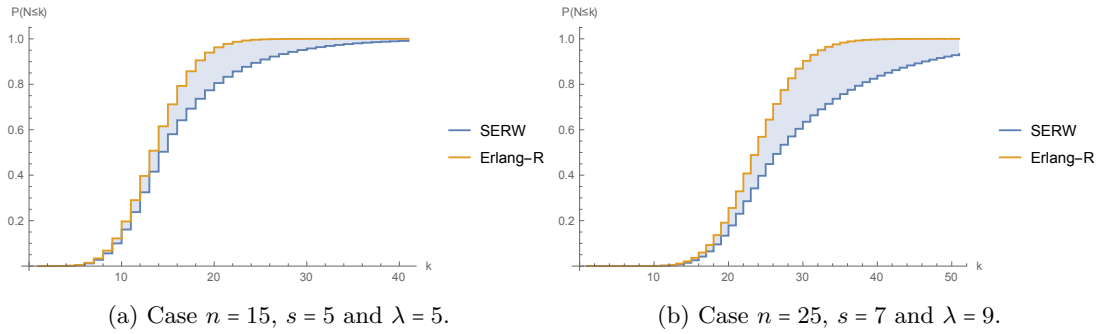 P(N≤k)
1.0
0.8
0.6
0.4
0.2
10
20
30
40
k
SERW
Erlang-R
(a) Case n = 15, s = 5 and λ = 5.
P(N≤k)
1.0
0.8
0.6
0.4
0.2
10
20
30
40
50
k
SERW
Erlang-R
(b) Case n = 25, s = 7 and λ = 9.